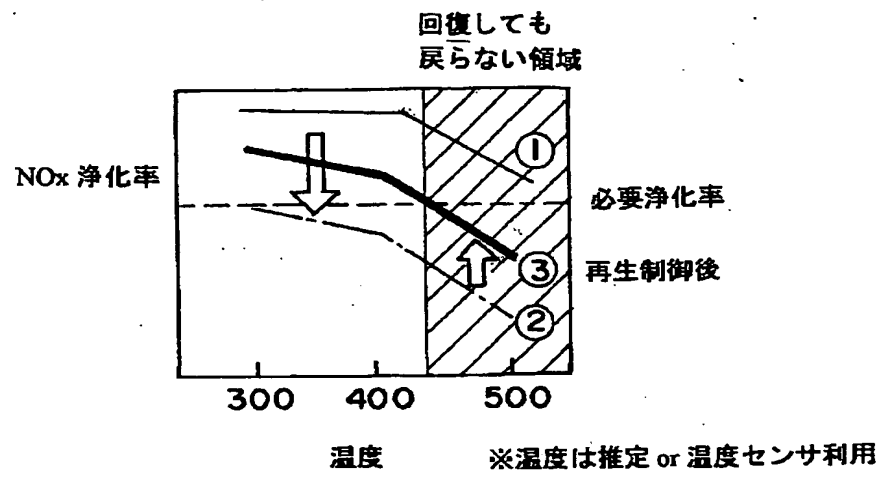 回復しても
戻らない領域
①
NOx 浄化率
必要浄化率
③
再生制御後
②
300 400 500
温度
※温度は推定 or 温度センサ利用